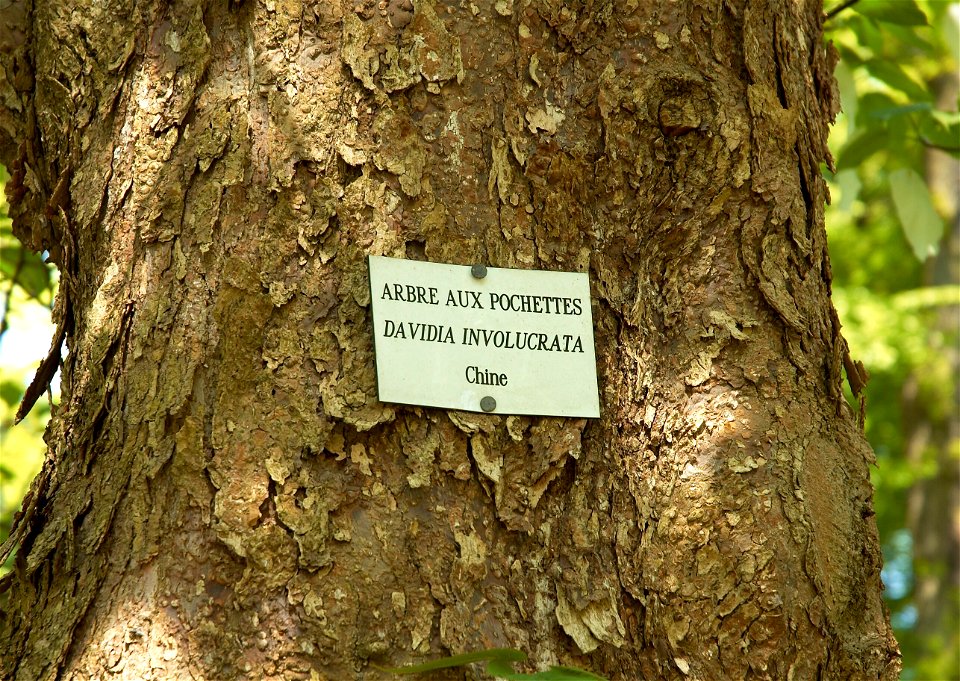 ARBRE AUX POCHETTES
DAVIDIA INVOLUCRATA
Chine